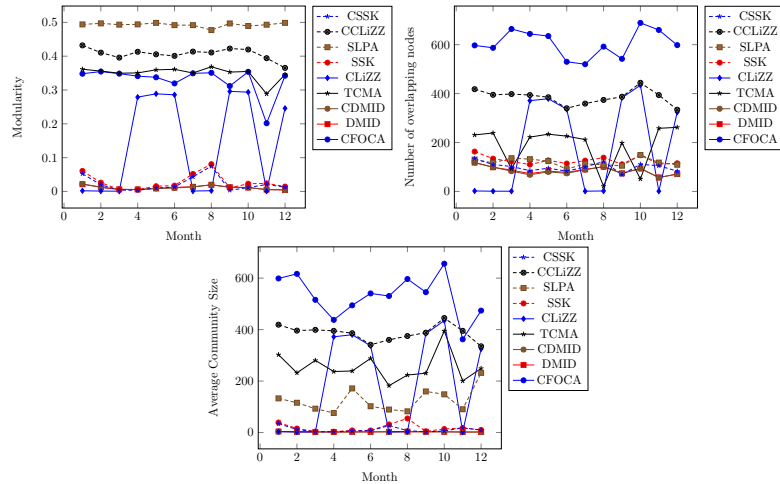 Modularity
0.5
0.4
0.3
0.2
0.1
0
0 2 4 6 8 10 12
Month
CSSK
CCLiZZ
SLPA
SSK
CLiZZ
TCMA
CDMID
DMID
CFOCA
Number of overlapping nodes
600
400
200
0
0 2 4 6 8 10 12
Month
CSSK
CCLiZZ
SLPA
SSK
CLiZZ
TCMA
CDMID
DMID
CFOCA
Average Community Size
600
400
200
0
0 2 4 6 8 10 12
Month
CSSK
CCLiZZ
SLPA
SSK
CLiZZ
TCMA
CDMID
DMID
CFOCA